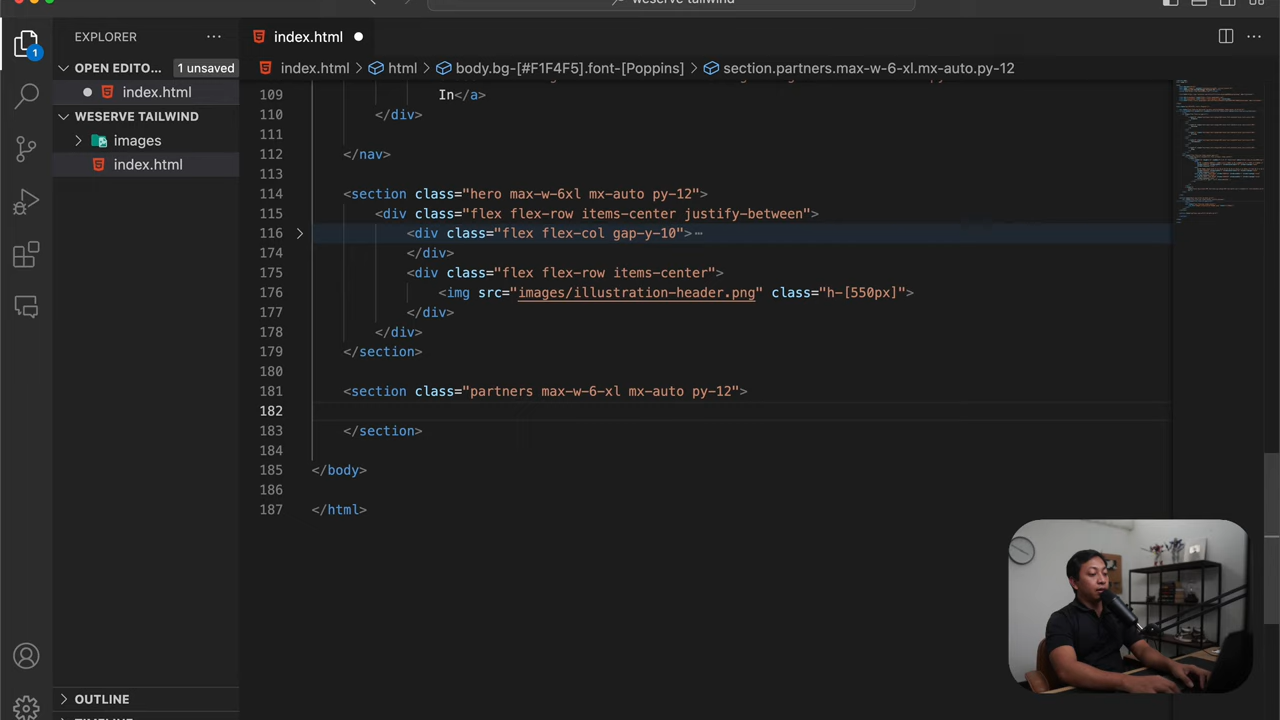 weserve tailwind
EXPLORER
index.html
OPEN EDITO...
1 unsaved
index.html > html > body.bg-[#F1F4F5].font-[Poppins] > section.partners.max-w-6-xl.mx-auto.py-12
1
index.html
WESERVE TAILWIND
images
index.html
109 In</a>
110 </div>
111
112 </nav>
113
114 <section class="hero max-w-6xl mx-auto py-12">
115 <div class="flex flex-row items-center justify-between">
116 <div class="flex flex-col gap-y-10">⋯
174 </div>
175 <div class="flex flex-row items-center">
176 <img src="images/illustration-header.png" class="h-[550px]">
177 </div>
178 </div>
179 </section>
180
181 <section class="partners max-w-6-xl mx-auto py-12">
182
183 </section>
184
185 </body>
186
187 </html>
OUTLINE
TIMELINE